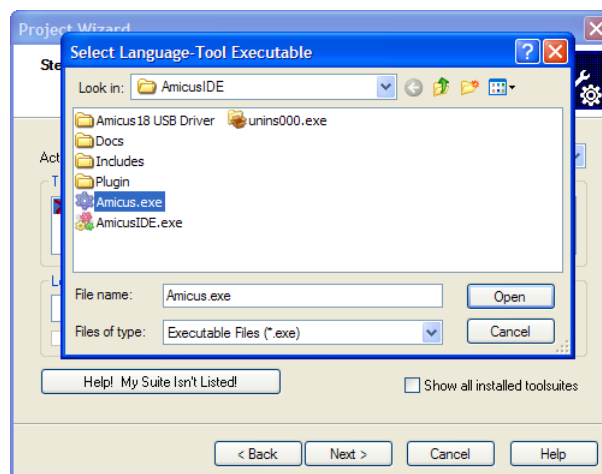 Project Wizard
Select Language-Tool Executable
Ste
Look in: AmicusIDE
Amicus18 USB Driver unins000.exe
Docs
Includes
Plugin
Amicus.exe
AmicusIDE.exe
Act
T
L
File name: Amicus.exe Open
Files of type: Executable Files (*.exe) Cancel
Help! My Suite Isn't Listed! Show all installed toolsuites
< Back Next > Cancel Help